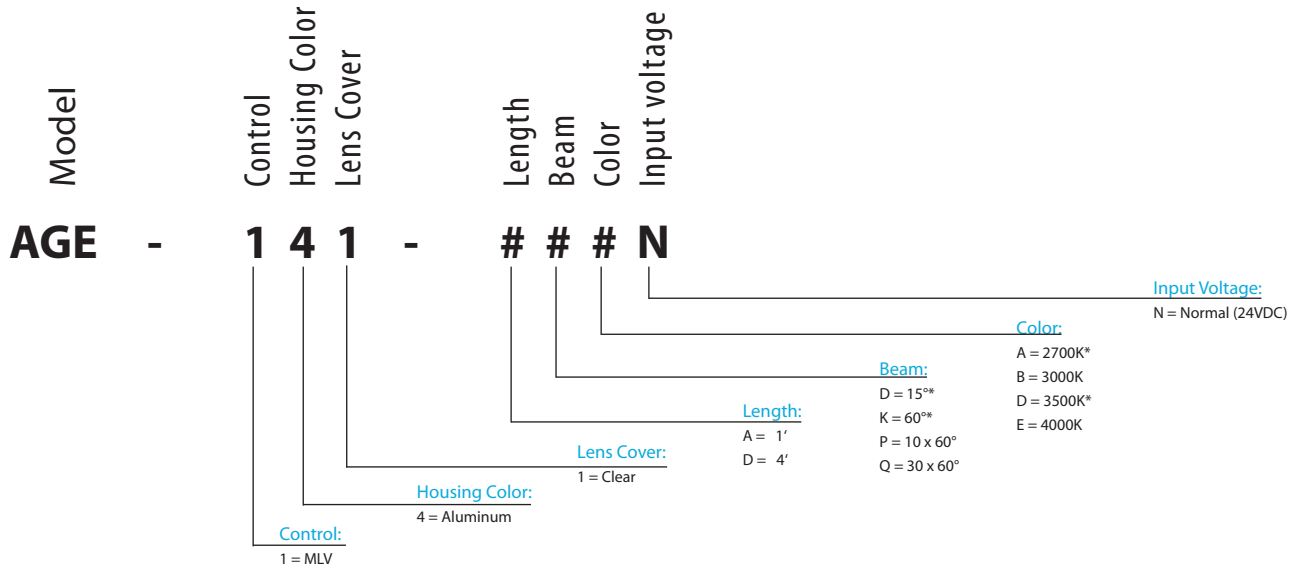 Model
Control
Housing Color
Lens Cover
Length
Beam
Color
Input voltage
AGE - 1 4 1 - # # # N
Input Voltage:
N = Normal (24VDC)
Color:
A = 2700K*
B = 3000K
D = 3500K*
E = 4000K
Beam:
D = 15°*
K = 60°*
P = 10 x 60°
Q = 30 x 60°
Length:
A = 1‘
D = 4‘
Lens Cover:
1 = Clear
Housing Color:
4 = Aluminum
Control:
1 = MLV